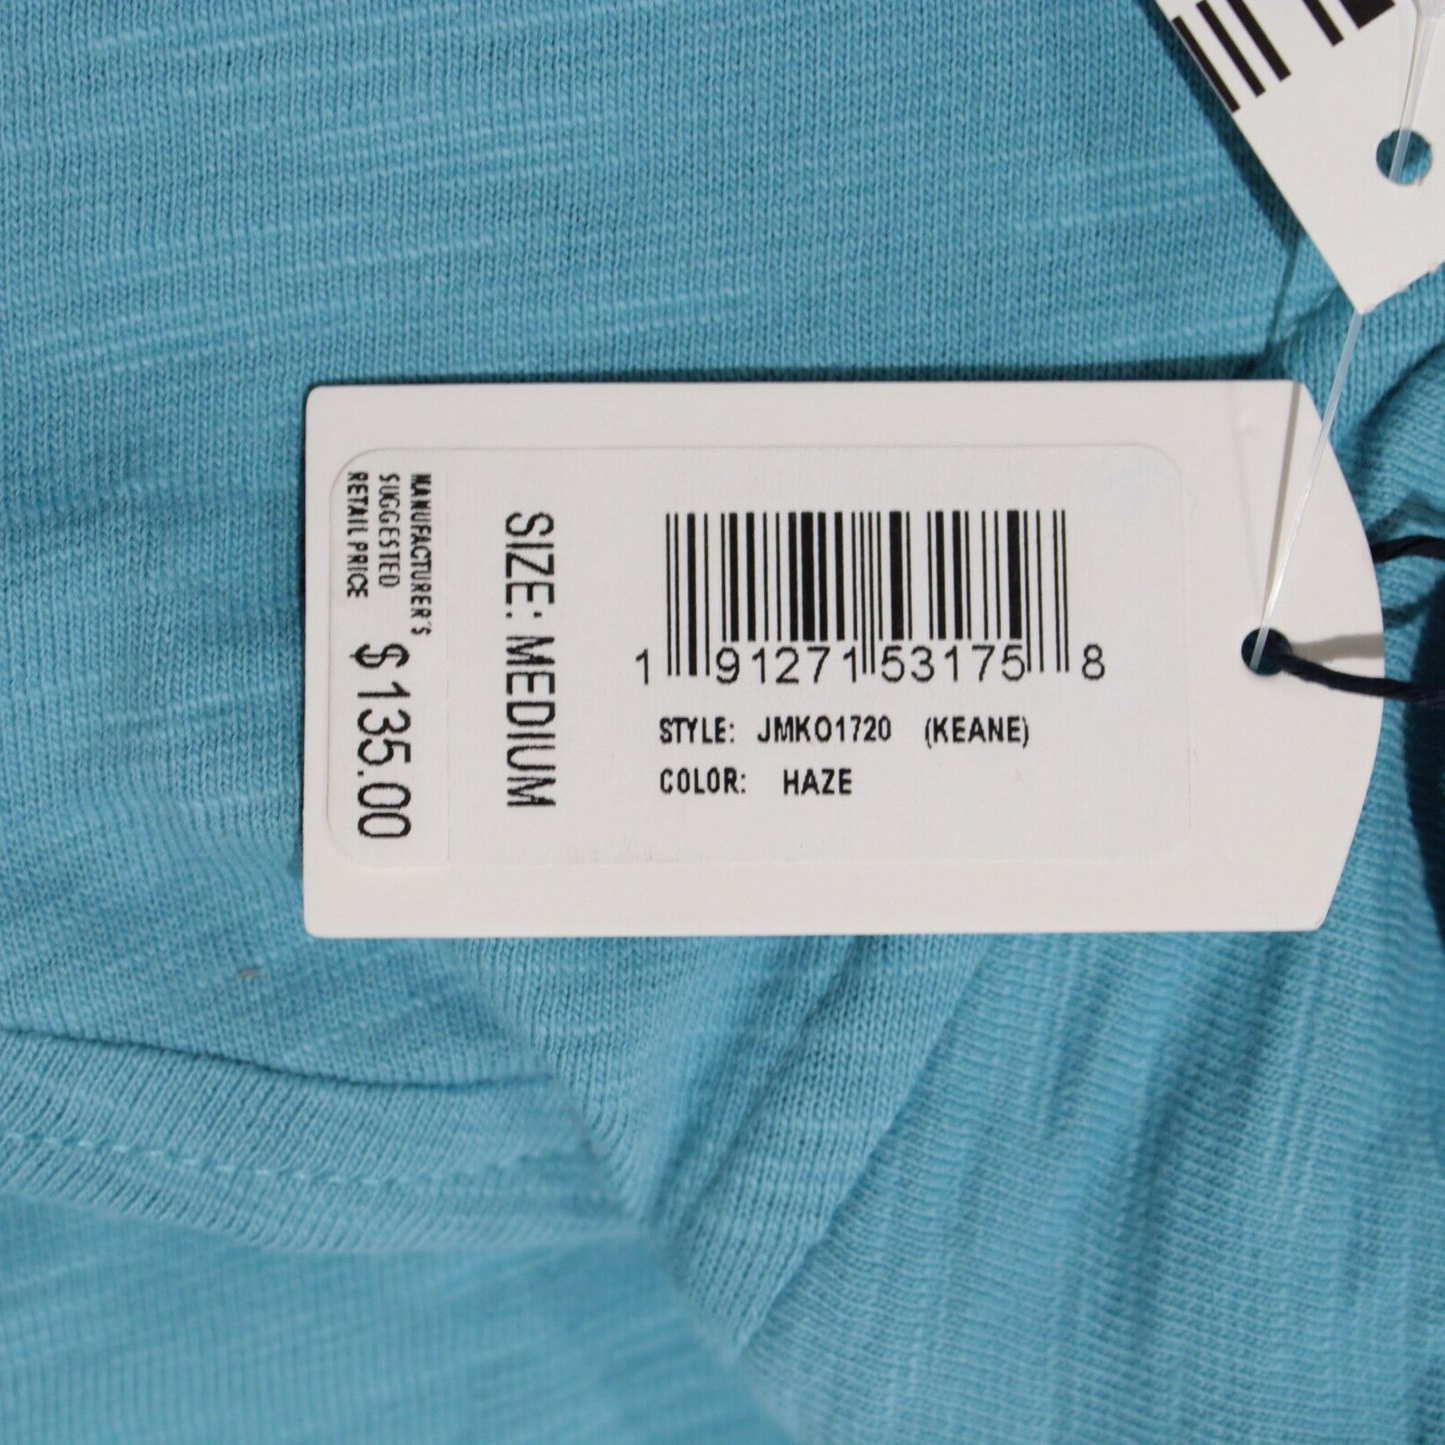 MANUFACTURER'S
SUGGESTED
RETAIL PRICE
$135.00
SIZE: MEDIUM
1 91271 53175 8
STYLE: JMKO1720 (KEANE)
COLOR: HAZE